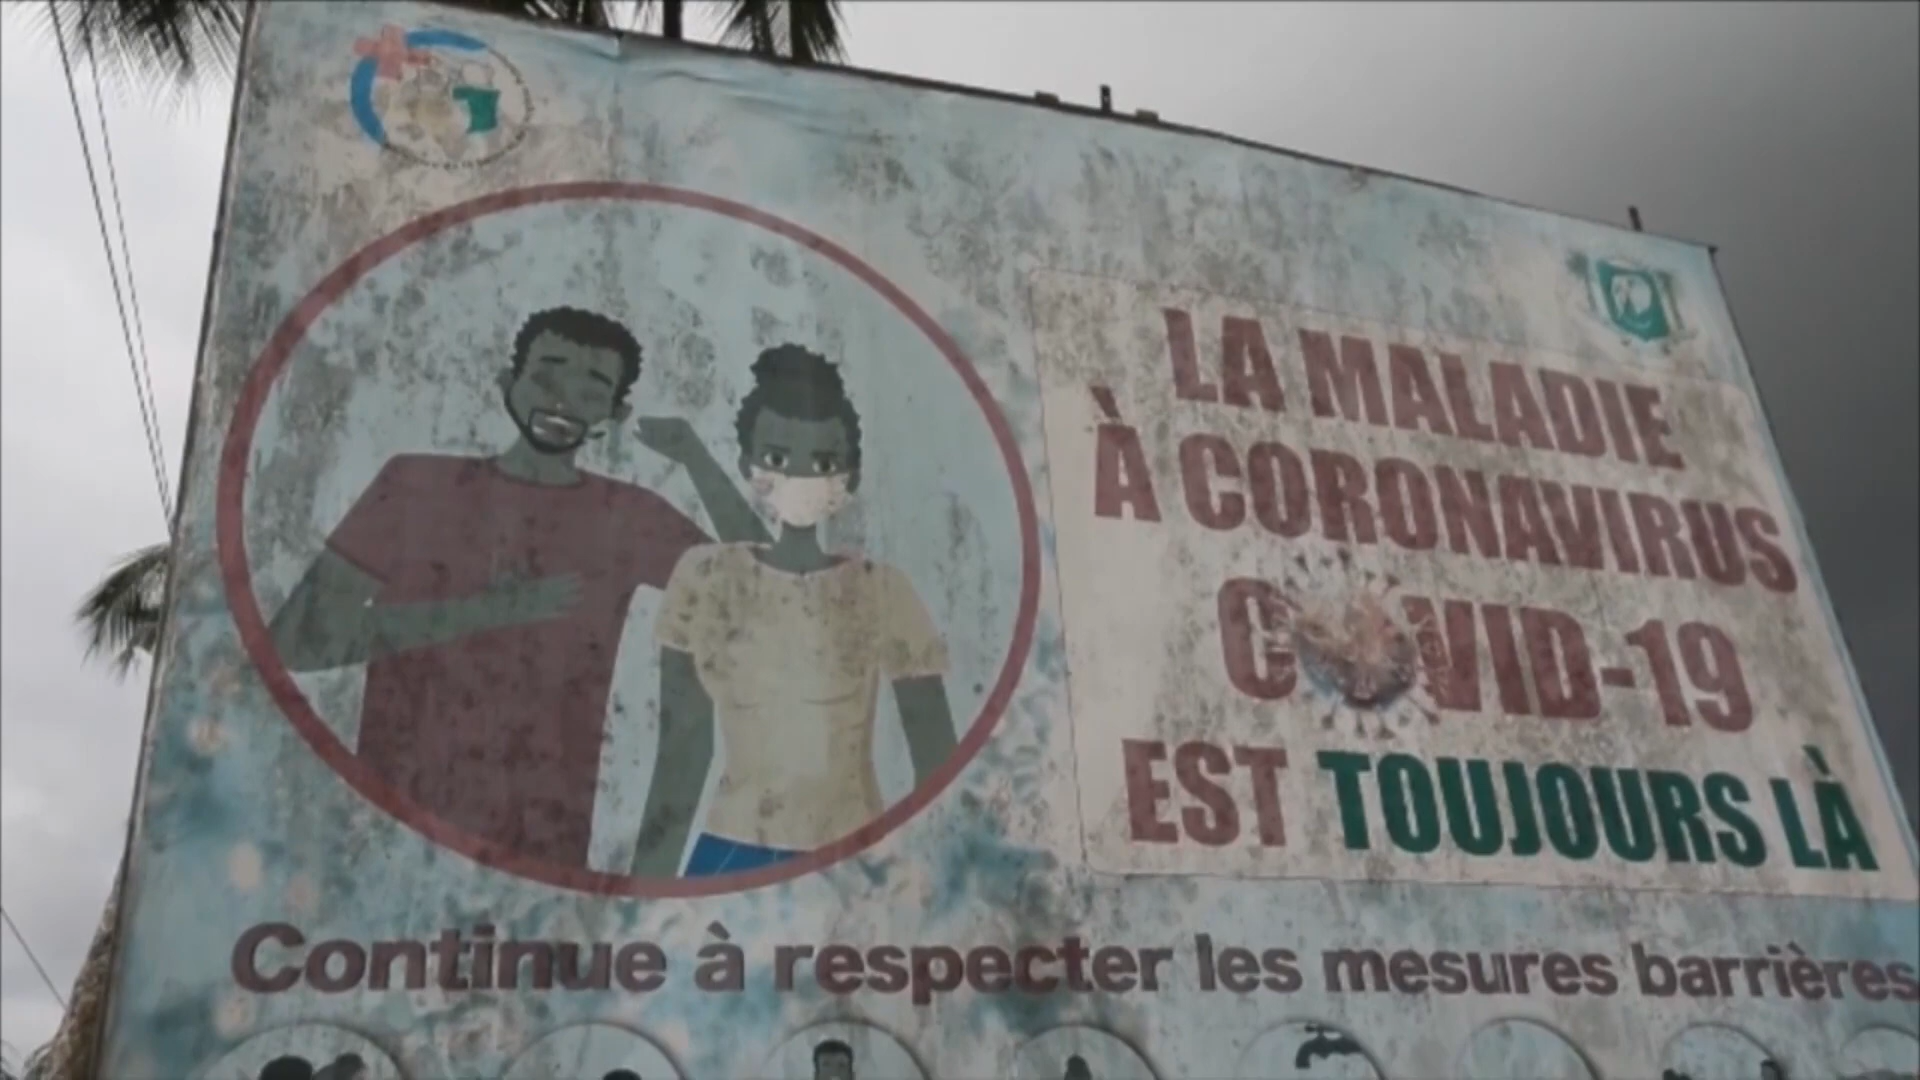 LA MALADIE
À CORONAVIRUS
COVID-19
EST TOUJOURS LÀ
Continue à respecter les mesures barrières